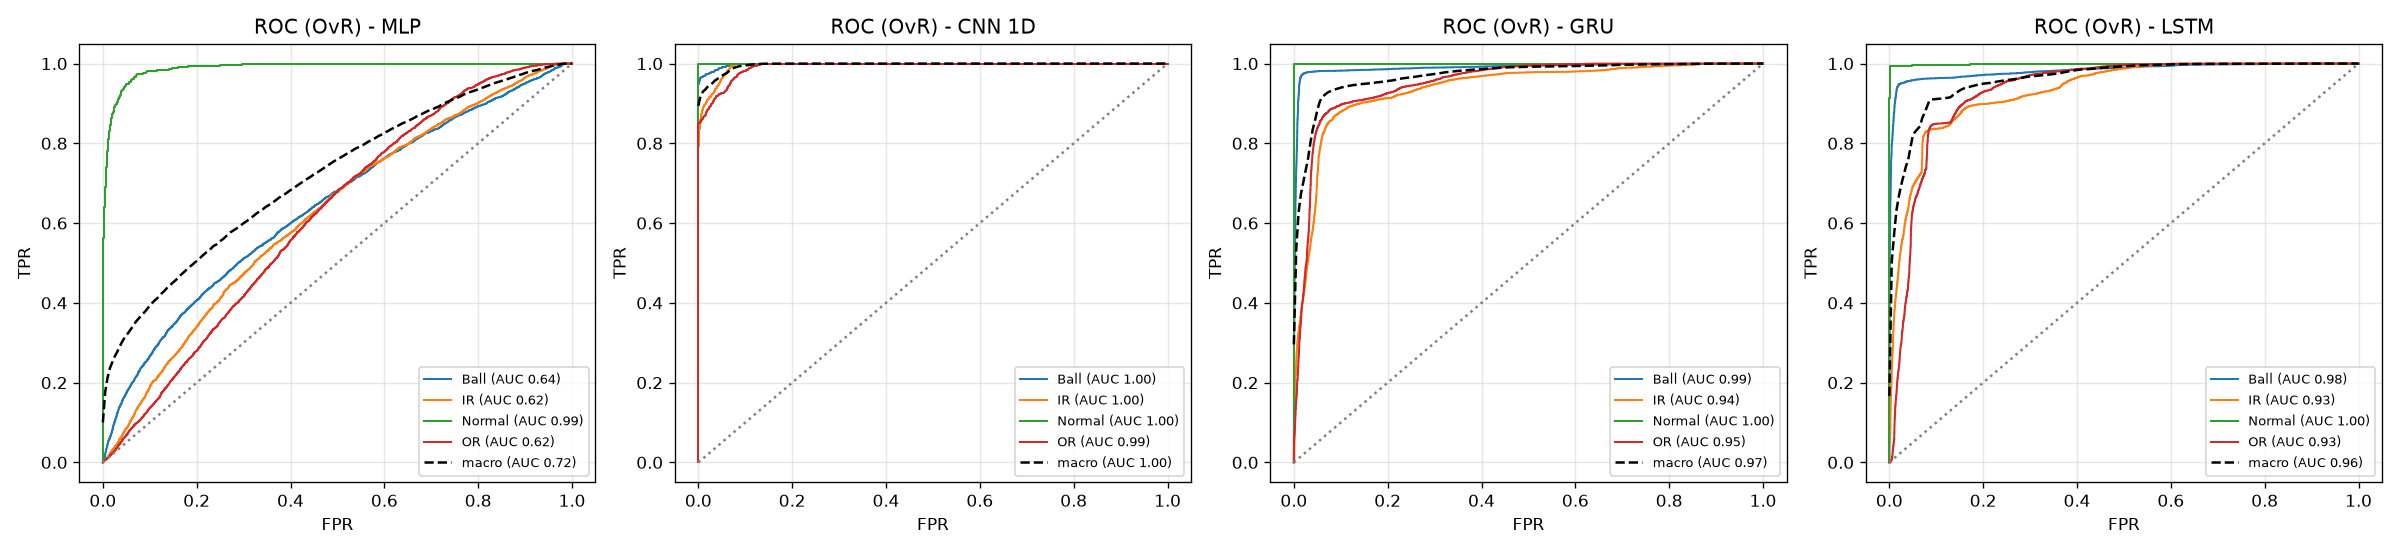 ROC (OvR) - MLP
TPR
1.0
0.8
0.6
0.4
0.2
0.0
Ball (AUC 0.64)
IR (AUC 0.62)
Normal (AUC 0.99)
OR (AUC 0.62)
macro (AUC 0.72)
0.0 0.2 0.4 0.6 0.8 1.0
FPR
ROC (OvR) - CNN 1D
TPR
1.0
0.8
0.6
0.4
0.2
0.0
Ball (AUC 1.00)
IR (AUC 1.00)
Normal (AUC 1.00)
OR (AUC 0.99)
macro (AUC 1.00)
0.0 0.2 0.4 0.6 0.8 1.0
FPR
ROC (OvR) - GRU
TPR
1.0
0.8
0.6
0.4
0.2
0.0
Ball (AUC 0.99)
IR (AUC 0.94)
Normal (AUC 1.00)
OR (AUC 0.95)
macro (AUC 0.97)
0.0 0.2 0.4 0.6 0.8 1.0
FPR
ROC (OvR) - LSTM
TPR
1.0
0.8
0.6
0.4
0.2
0.0
Ball (AUC 0.98)
IR (AUC 0.93)
Normal (AUC 1.00)
OR (AUC 0.93)
macro (AUC 0.96)
0.0 0.2 0.4 0.6 0.8 1.0
FPR